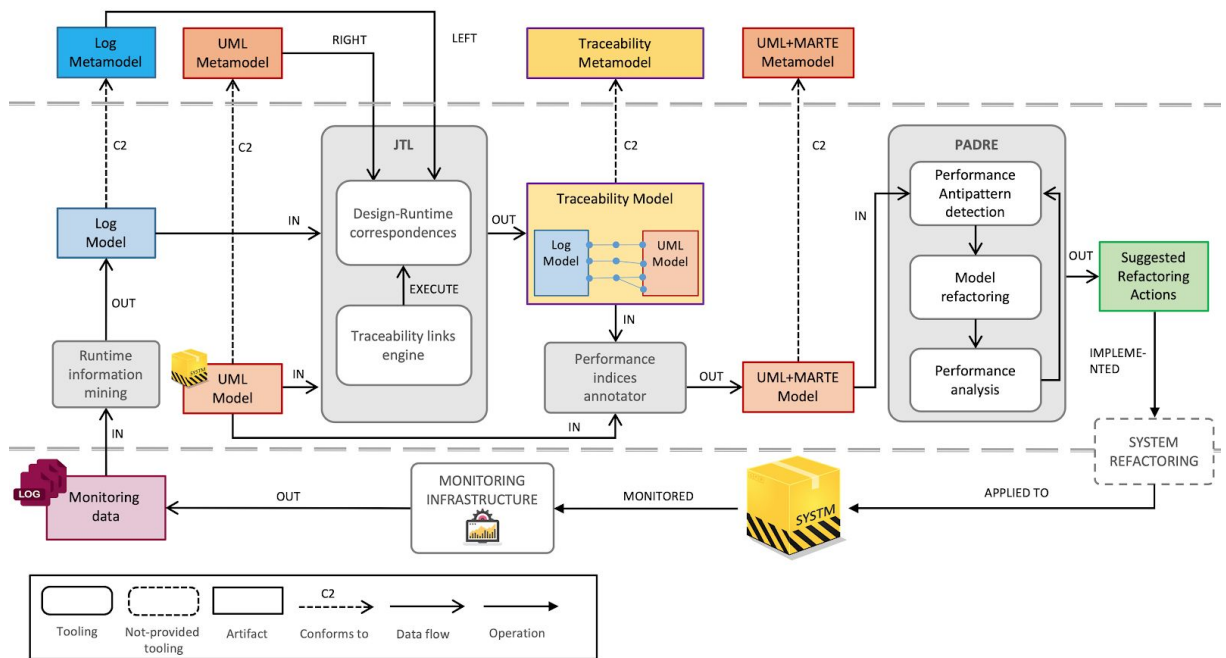 Log
Metamodel
UML
Metamodel
RIGHT
LEFT
Traceability
Metamodel
UML+MARTE
Metamodel
C2
C2
C2
C2
JTL
PADRE
Design-Runtime
correspondences
Performance
Antipattern
detection
Traceability Model
Log
Model
UML
Model
Log
Model
IN
OUT
IN
OUT
Suggested
Refactoring
Actions
Model
refactoring
EXECUTE
OUT
IN
Traceability links
engine
Runtime
information
mining
UML
Model
SYSTM
IN
Performance
indices
annotator
OUT
UML+MARTE
Model
Performance
analysis
IMPLEME-
NTED
IN
IN
SYSTEM
REFACTORING
LOG
Monitoring
data
OUT
MONITORING
INFRASTRUCTURE
MONITORED
SYSTM
APPLIED TO
C2
Tooling
Not-provided
tooling
Artifact
Conforms to
Data flow
Operation